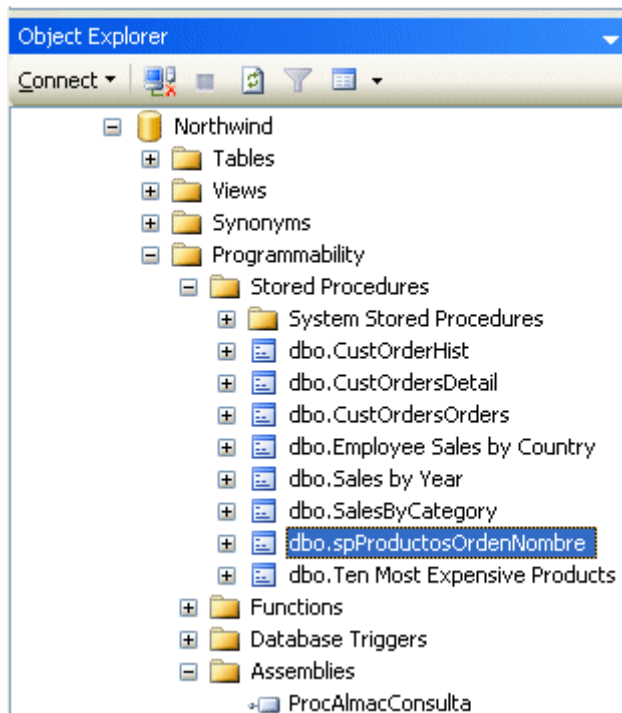 Object Explorer
Connect
Northwind
Tables
Views
Synonyms
Programmability
Stored Procedures
System Stored Procedures
dbo.CustOrderHist
dbo.CustOrdersDetail
dbo.CustOrdersOrders
dbo.Employee Sales by Country
dbo.Sales by Year
dbo.SalesByCategory
dbo.spProductosOrdenNombre
dbo.Ten Most Expensive Products
Functions
Database Triggers
Assemblies
ProcAlmacConsulta